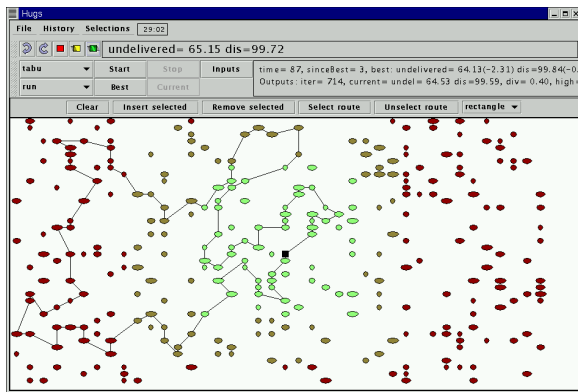 Hugs
File History Selections 29:02
undelivered= 65.15 dis=99.72
tabu Start Stop Inputs
time= 87, sinceBest= 3, best: undelivered= 64.13(-2.31) dis=99.84(-0.
run Best Current
Outputs: iter= 714, current= undel= 64.53 dis=99.59, div= 0.40, high=
Clear Insert selected Remove selected Select route Unselect route rectangle